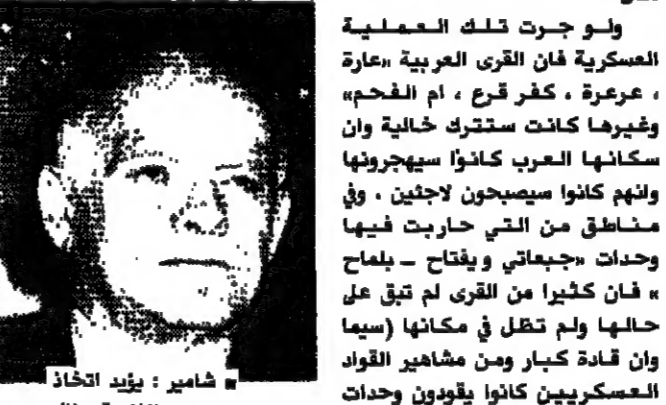 ولو جرت تلك العملية
العسكرية فان القرى العربية «عارة
، عرعرة ، كفر قرع ، ام الفحم»
وغيرها كانت ستترك خالية وان
سكانها العرب كانوا سيهجرونها
وانهم كانوا سيصبحون لاجئين . وفي
مناطق من التي حاربت فيها
وحدات «جبعاتي ويفتاح ــ بلماح
» فان كثيرا من القرى لم تبق على
حالها ولم تظل في مكانها (سيما
وان قادة كبار ومن مشاهير القواد
العسكريين كانوا يقودون وحدات
شامير : يؤيد اتخاذ